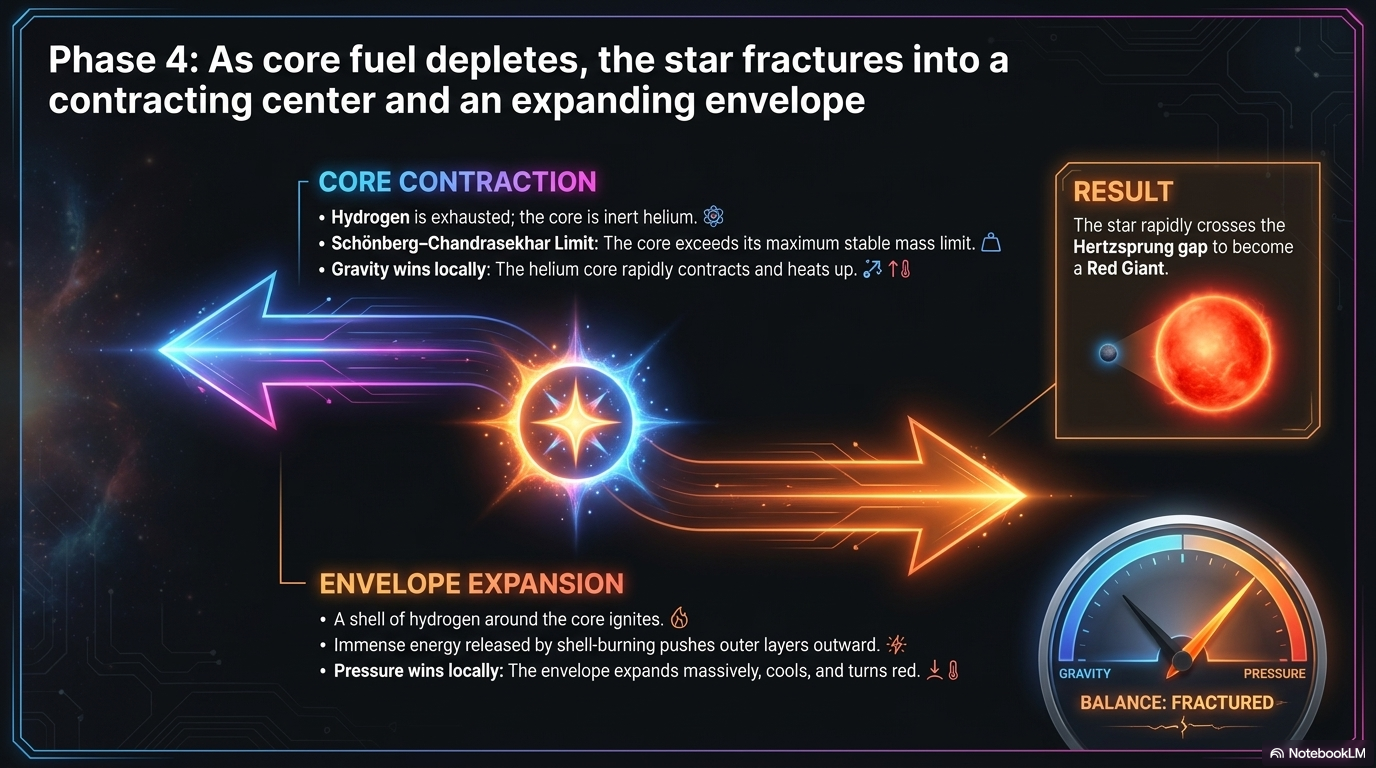 Phase 4: As core fuel depletes, the star fractures into a
contracting center and an expanding envelope
CORE CONTRACTION
• Hydrogen is exhausted; the core is inert helium.
• Schönberg–Chandrasekhar Limit: The core exceeds its maximum stable mass limit.
• Gravity wins locally: The helium core rapidly contracts and heats up.
RESULT
The star rapidly crosses the
Hertzsprung gap to become
a Red Giant.
ENVELOPE EXPANSION
• A shell of hydrogen around the core ignites.
• Immense energy released by shell-burning pushes outer layers outward.
• Pressure wins locally: The envelope expands massively, cools, and turns red.
GRAVITY
PRESSURE
BALANCE: FRACTURED
NotebookLM